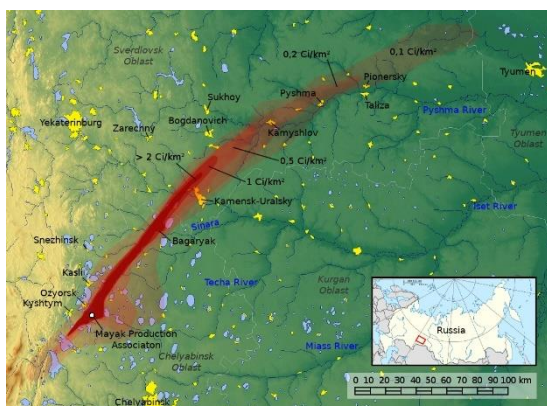 0,2 Ci/km²
0,1 Ci/km²
Sverdlovsk
Oblast
Tyumen
Pionersky
Pyshma
Sukhoy
Taliza
Pyshma River
Bogdanovich
Yekaterinburg
Zarechny
Kamyshlov
Tyumen
Oblast
> 2 Ci/km²
0,5 Ci/km²
1 Ci/km²
Kamensk-Uralsky
Iset River
Sinara
Snezhinsk
Bagaryak
Kasli
Techa River
Kurgan
Oblast
Ozyorsk
Kyshtym
Mayak Production
Associatoni
Russia
Miass River
Chelyabinsk
Oblast
0 10 20 30 40 50 60 70 80 90 100 km
Chelyabinsk